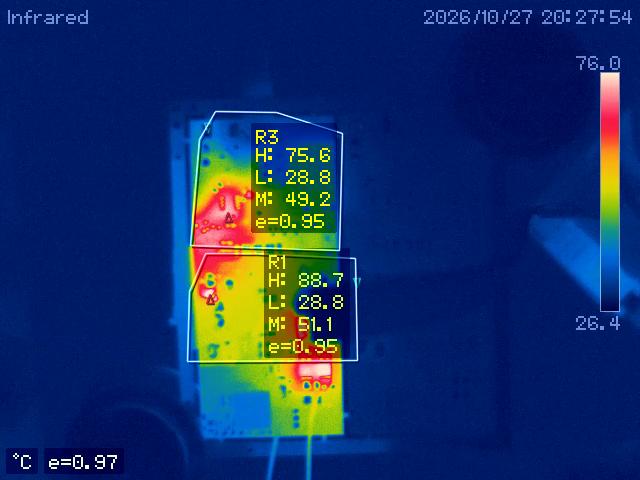 Infrared
2026/10/27 20:27:54
76.0
R3
H: 75.6
L: 28.8
M: 49.2
e=0.95
R1
H: 88.7
L: 28.8
M: 51.1
e=0.95
26.4
°C e=0.97